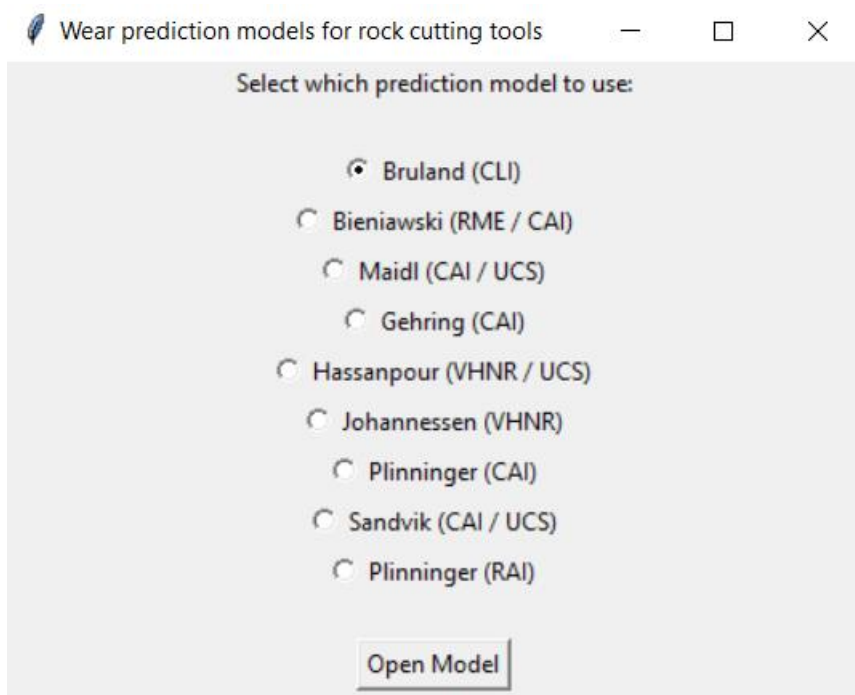 Wear prediction models for rock cutting tools
Select which prediction model to use:
Bruland (CLI)
Bieniawski (RME / CAI)
Maidl (CAI / UCS)
Gehring (CAI)
Hassanpour (VHNR / UCS)
Johannessen (VHNR)
Plinninger (CAI)
Sandvik (CAI / UCS)
Plinninger (RAI)
Open Model